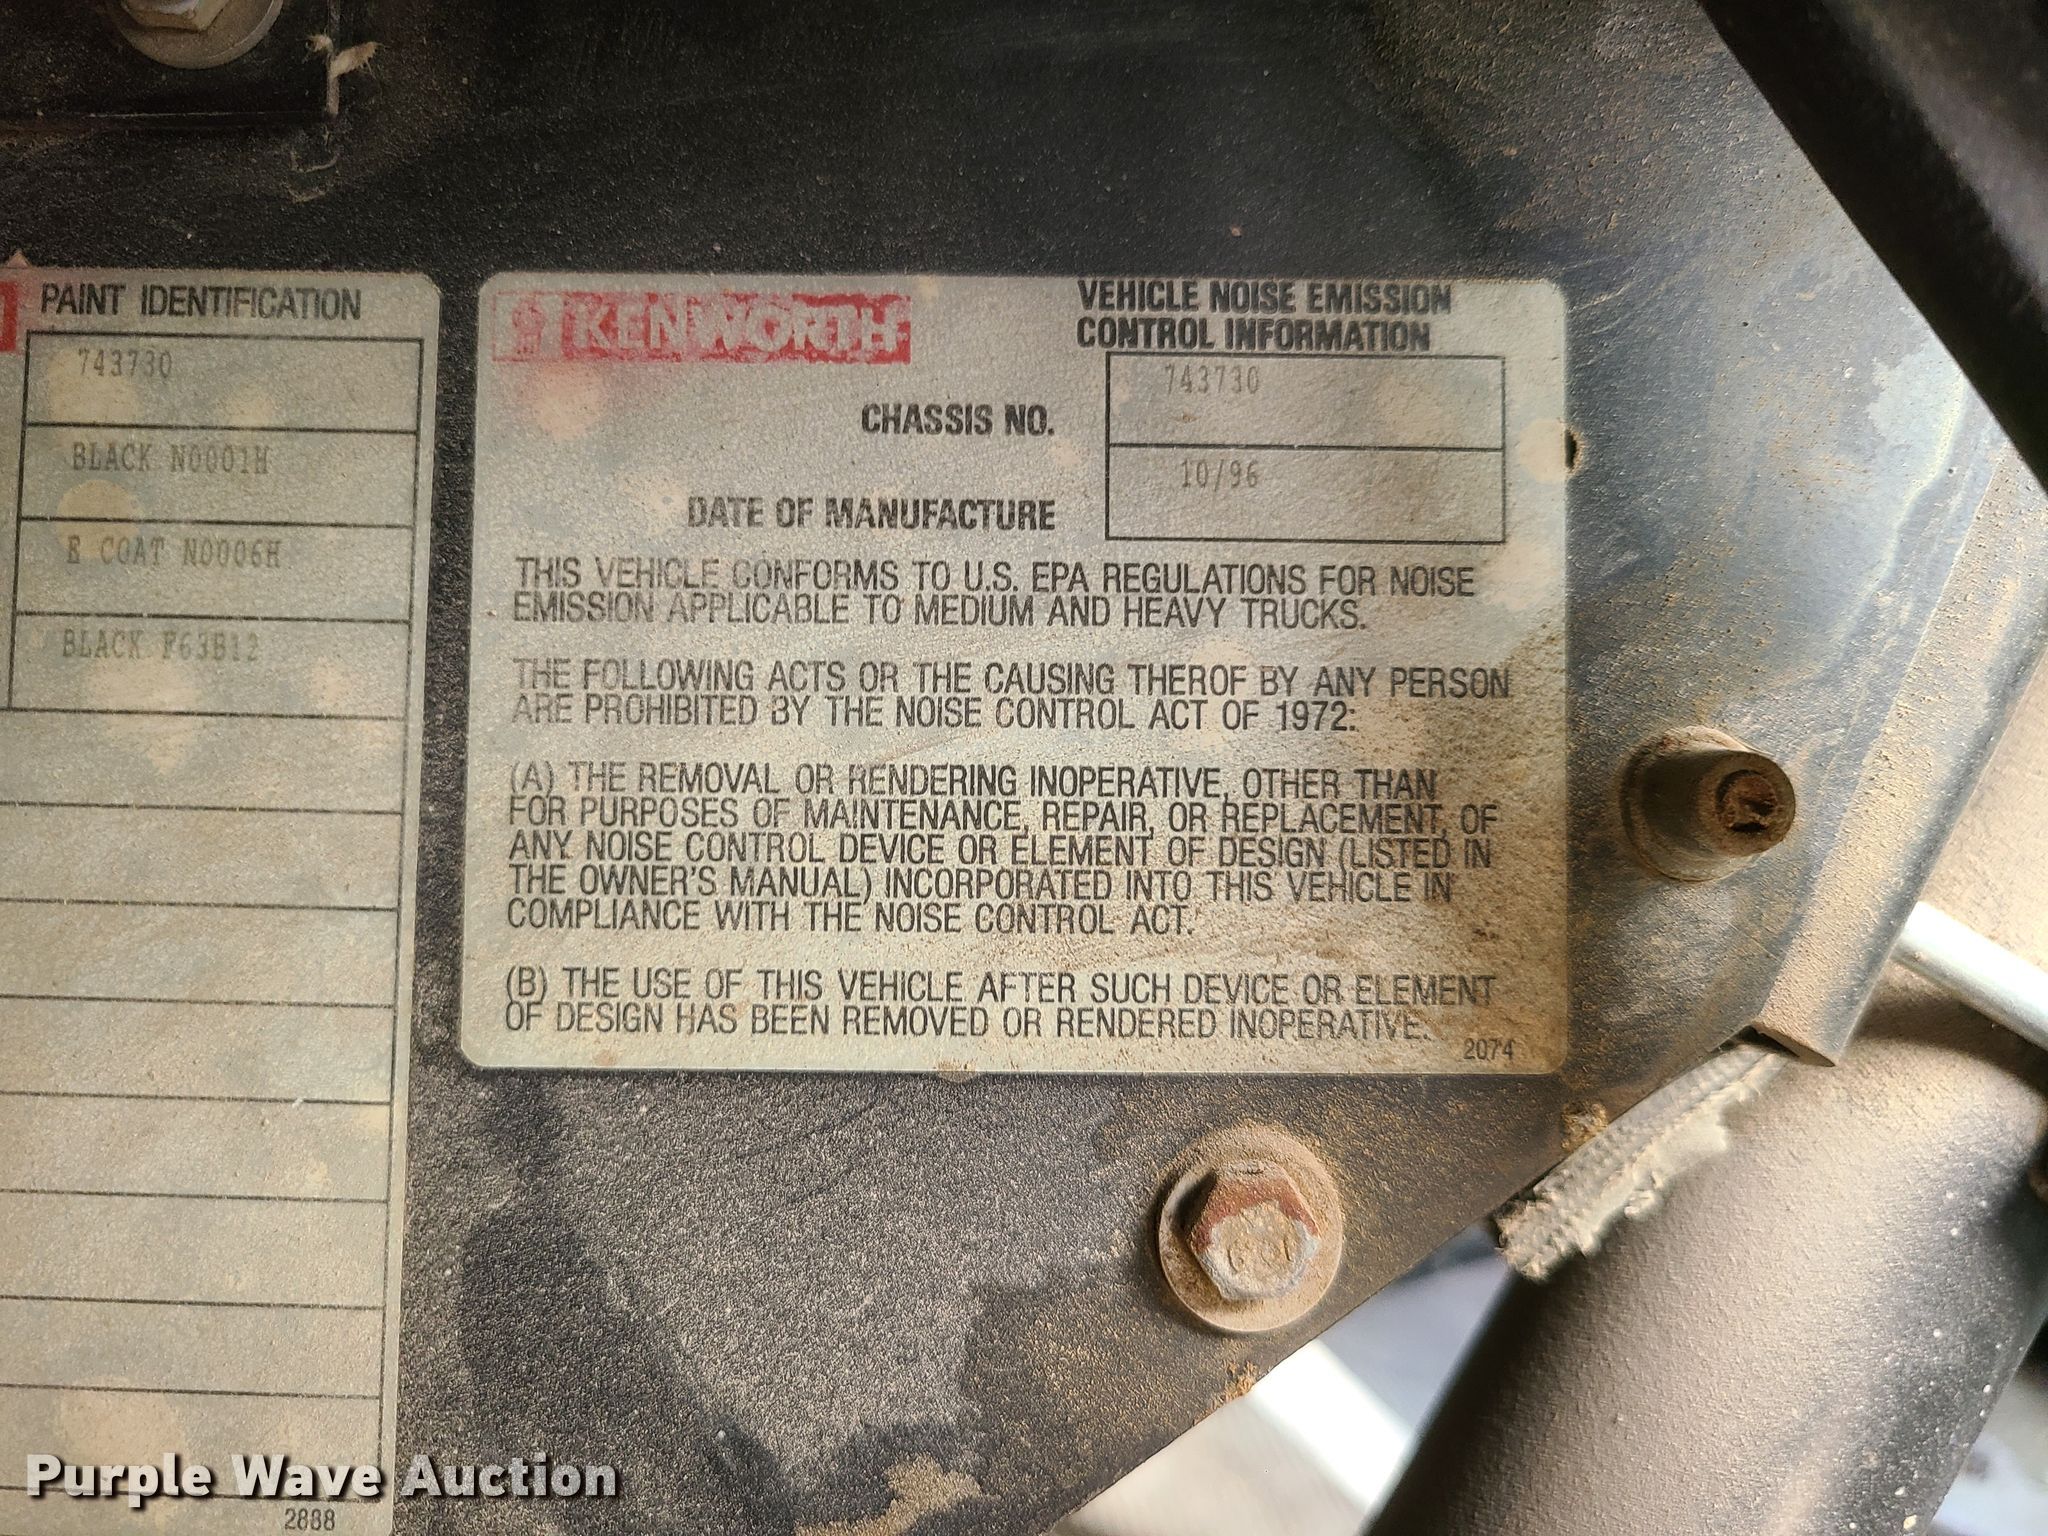 PAINT IDENTIFICATION
743730
BLACK N0001H
E COAT N0006H
BLACK F63B12
2888
KENWORTH
VEHICLE NOISE EMISSION
CONTROL INFORMATION
CHASSIS NO.
743730
DATE OF MANUFACTURE
10/96
THIS VEHICLE CONFORMS TO U.S. EPA REGULATIONS FOR NOISE
EMISSION APPLICABLE TO MEDIUM AND HEAVY TRUCKS.
THE FOLLOWING ACTS OR THE CAUSING THEROF BY ANY PERSON
ARE PROHIBITED BY THE NOISE CONTROL ACT OF 1972:
(A) THE REMOVAL OR RENDERING INOPERATIVE, OTHER THAN
FOR PURPOSES OF MAINTENANCE, REPAIR, OR REPLACEMENT, OF
ANY NOISE CONTROL DEVICE OR ELEMENT OF DESIGN (LISTED IN
THE OWNER'S MANUAL) INCORPORATED INTO THIS VEHICLE IN
COMPLIANCE WITH THE NOISE CONTROL ACT.
(B) THE USE OF THIS VEHICLE AFTER SUCH DEVICE OR ELEMENT
OF DESIGN HAS BEEN REMOVED OR RENDERED INOPERATIVE.
2074
Purple Wave Auction